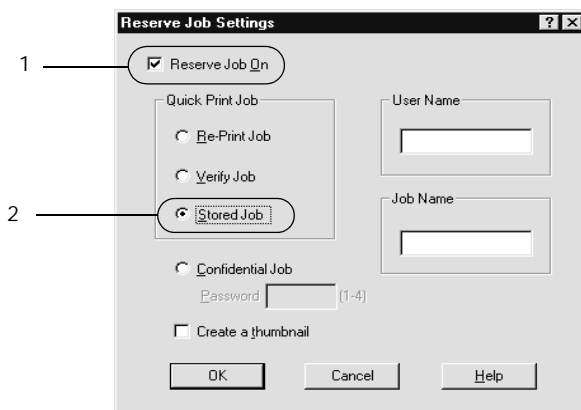 Reserve Job Settings
1
Reserve Job On
Quick Print Job
Re-Print Job
Verify Job
2
Stored Job
Confidential Job
Password
(1-4)
Create a thumbnail
User Name
Job Name
OK
Cancel
Help